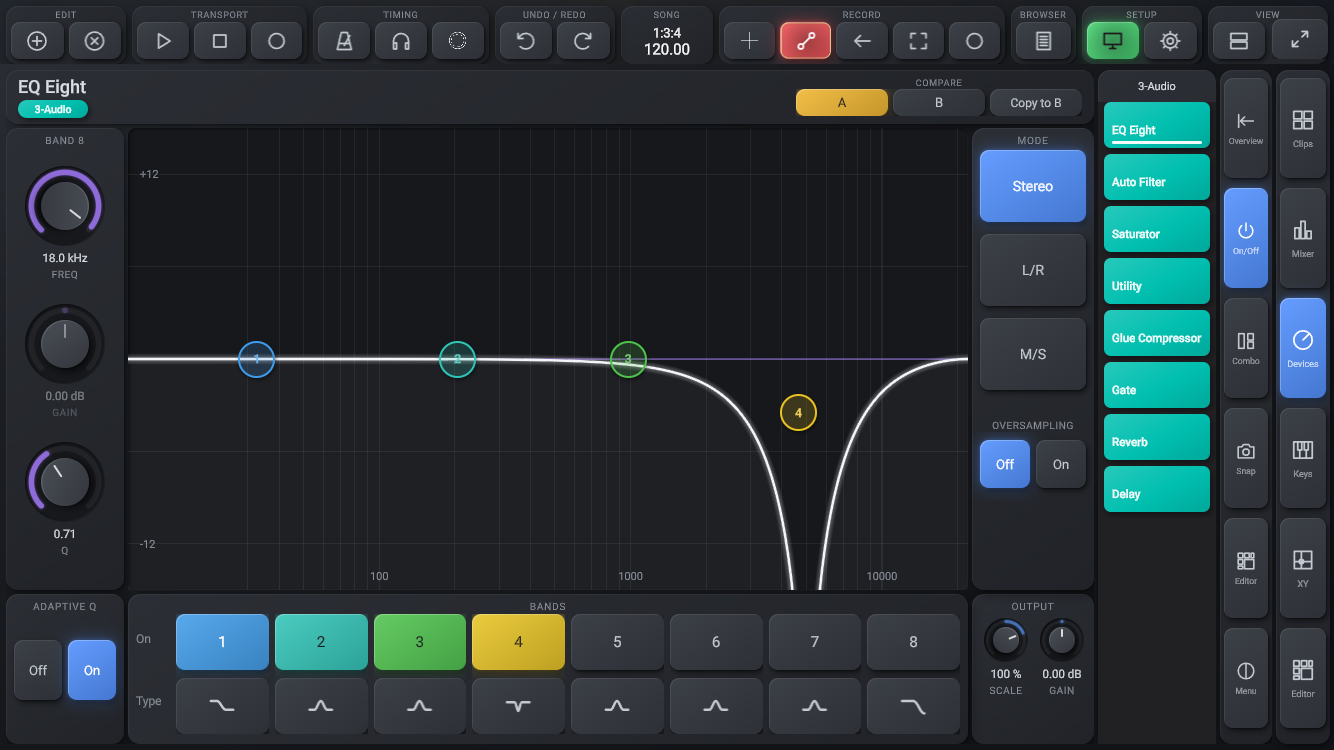 EDIT
TRANSPORT
TIMING
UNDO / REDO
SONG
1:3:4
120.00
RECORD
BROWSER
SETUP
VIEW
EQ Eight
3-Audio
COMPARE
A
B
Copy to B
BAND 8
18.0 kHz
FREQ
0.00 dB
GAIN
0.71
Q
+12
-12
100
1000
10000
1
2
3
4
MODE
Stereo
L/R
M/S
OVERSAMPLING
Off
On
3-Audio
EQ Eight
Auto Filter
Saturator
Utility
Glue Compressor
Gate
Reverb
Delay
Overview
On/Off
Combo
Snap
Editor
Menu
Clips
Mixer
Devices
Keys
XY
Editor
ADAPTIVE Q
Off
On
BANDS
On
1
2
3
4
5
6
7
8
Type
OUTPUT
100 %
SCALE
0.00 dB
GAIN